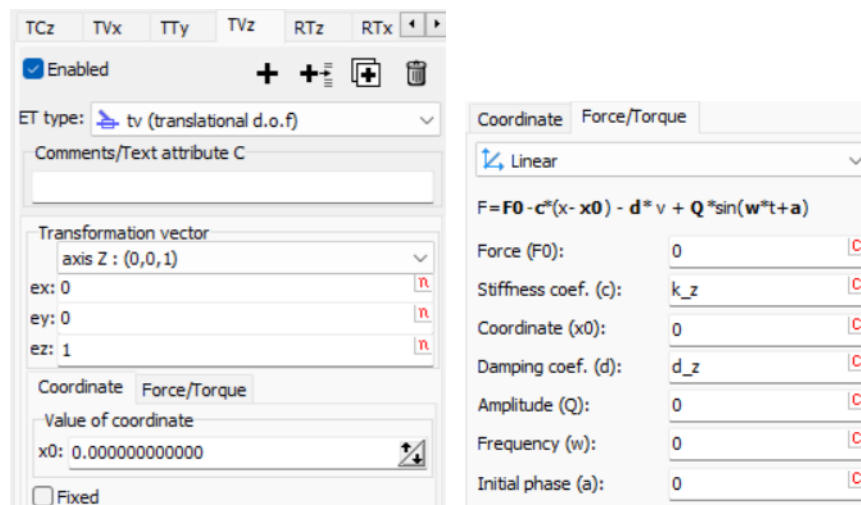 TCz TVx TTy TVz RTz RTx
Enabled
ET type: tv (translational d.o.f)
Comments/Text attribute C
Transformation vector
axis Z : (0,0,1)
ex: 0 n
ey: 0 n
ez: 1 n
Coordinate Force/Torque
Value of coordinate
x0: 0.000000000000
Fixed
Coordinate Force/Torque
Linear
F=F0-c*(x-x0) - d* v + Q*sin(w*t+a)
Force (F0): 0 C
Stiffness coef. (c): k_z C
Coordinate (x0): 0 C
Damping coef. (d): d_z C
Amplitude (Q): 0 C
Frequency (w): 0 C
Initial phase (a): 0 C